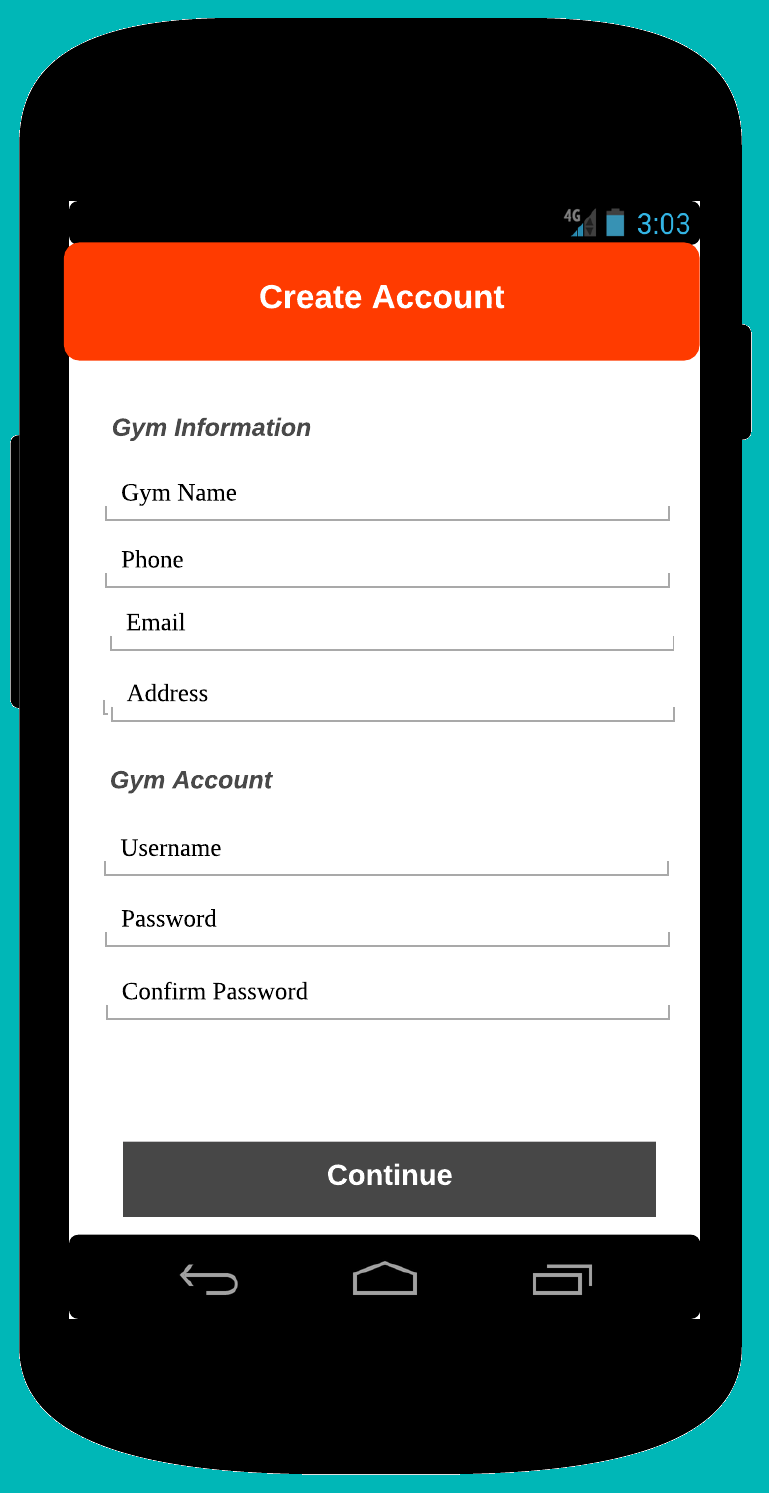 4G 3:03
Create Account
Gym Information
Gym Name
Phone
Email
Address
Gym Account
Username
Password
Confirm Password
Continue